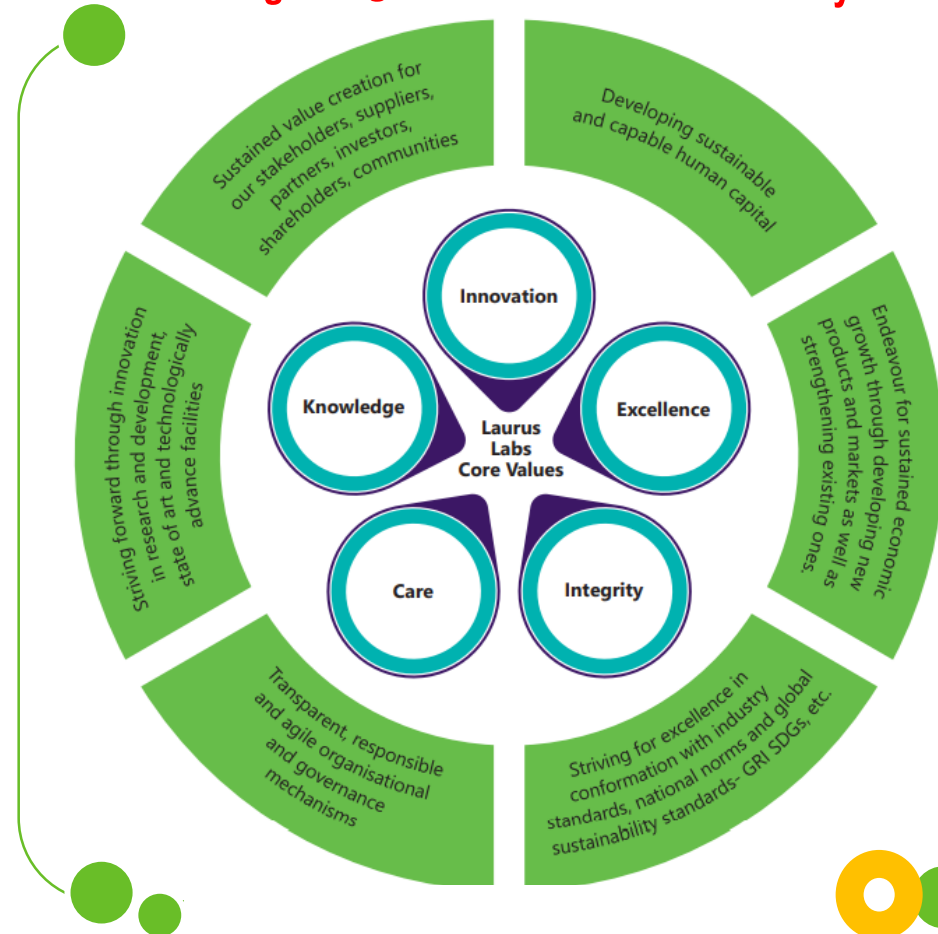 Sustained value creation for
our stakeholders, suppliers,
partners, investors,
shareholders, communities
Developing sustainable
and capable human capital
Endeavour for sustained economic
growth through developing new
products and markets as well as
strengthening existing ones.
Striving for excellence in
conformation with industry
standards, national norms and global
sustainability standards- GRI SDGs, etc.
Transparent, responsible
and agile organisational
and governance
mechanisms
Striving forward through innovation
in research and development,
state of art and technologically
advance facilities
Innovation
Knowledge
Excellence
Laurus
Labs
Core Values
Care
Integrity